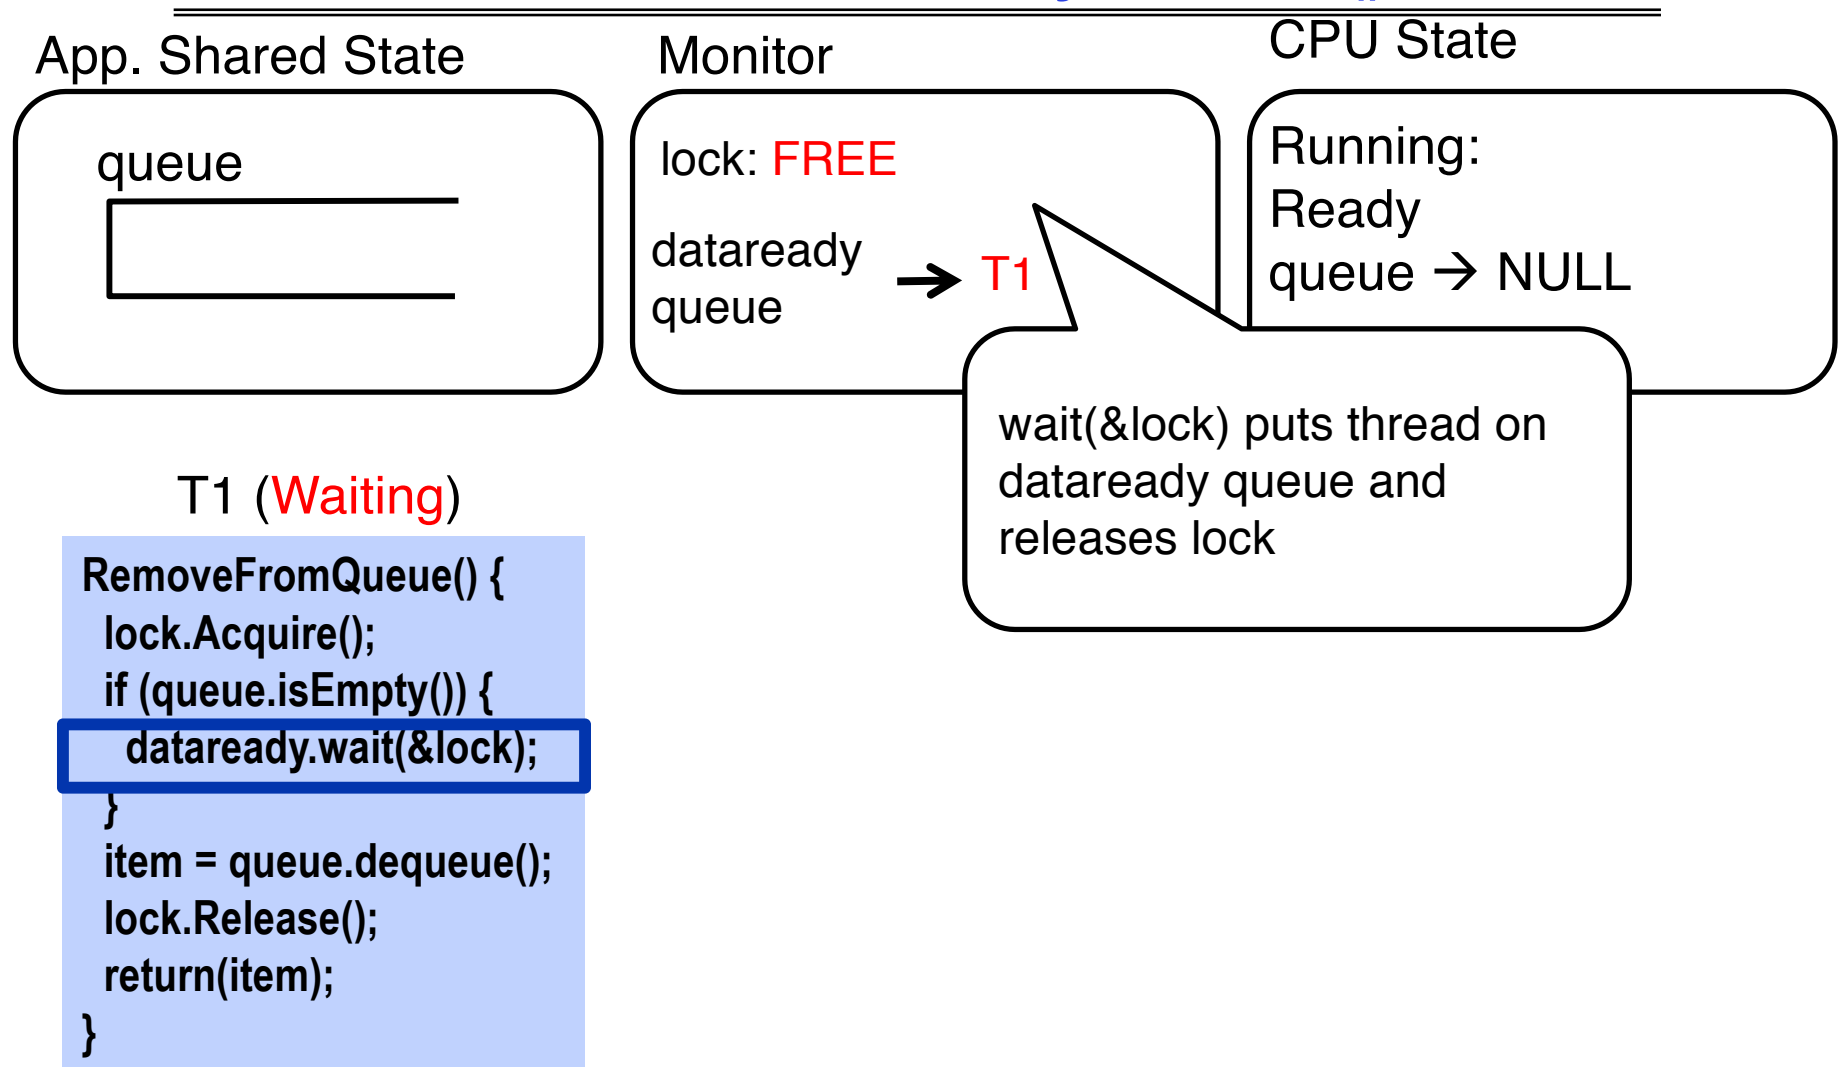 App. Shared State
Monitor
CPU State
queue
lock: FREE
dataready
queue
→ T1
Running:
Ready
queue → NULL
wait(&lock) puts thread on
dataready queue and
releases lock
T1 (Waiting)
RemoveFromQueue() {
lock.Acquire();
if (queue.isEmpty()) {
dataready.wait(&lock);
}
item = queue.dequeue();
lock.Release();
return(item);
}